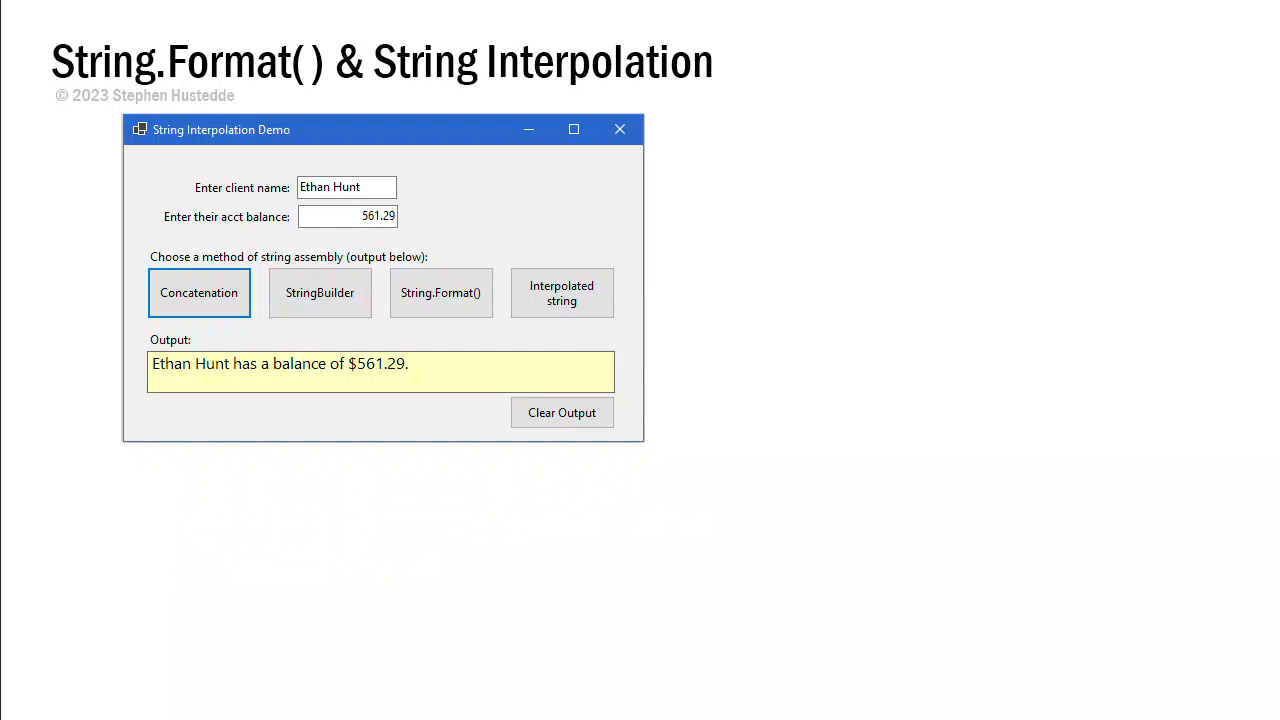 String.Format( ) & String Interpolation
© 2023 Stephen Hustedde
String Interpolation Demo
Enter client name: Ethan Hunt
Enter their acct balance: 561.29
Choose a method of string assembly (output below):
Concatenation
StringBuilder
String.Format()
Interpolated
string
Output:
Ethan Hunt has a balance of $561.29.
Clear Output